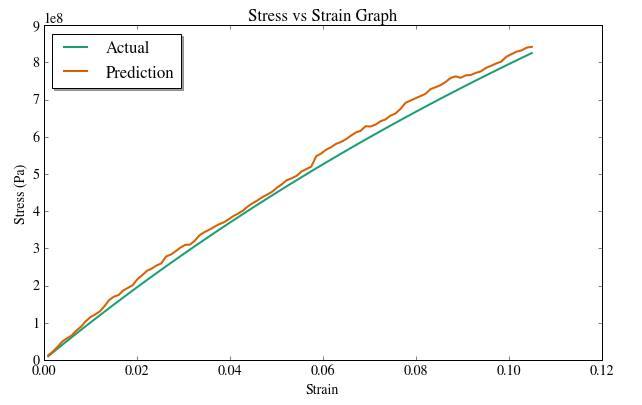 Stress vs Strain Graph
1e8
9
8
7
6
5
4
3
2
1
0
Stress (Pa)
Actual
Prediction
0.00 0.02 0.04 0.06 0.08 0.10 0.12
Strain